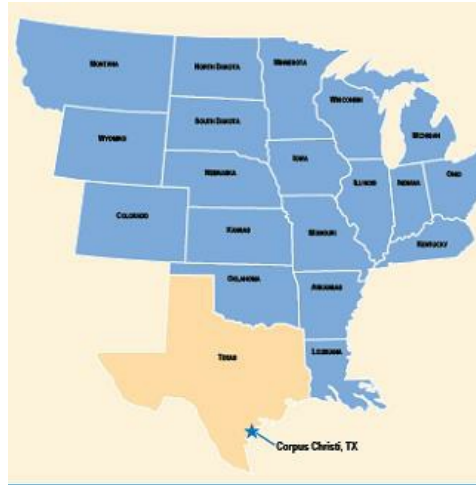 MONTANA
NORTH DAKOTA
MINNESOTA
WISCONSIN
MICHIGAN
SOUTH DAKOTA
WYOMING
IOWA
NEBRASKA
ILLINOIS
INDIANA
OHIO
COLORADO
KANSAS
MISSOURI
KENTUCKY
OKLAHOMA
ARKANSAS
TEXAS
LOUISIANA
Corpus Christi, TX